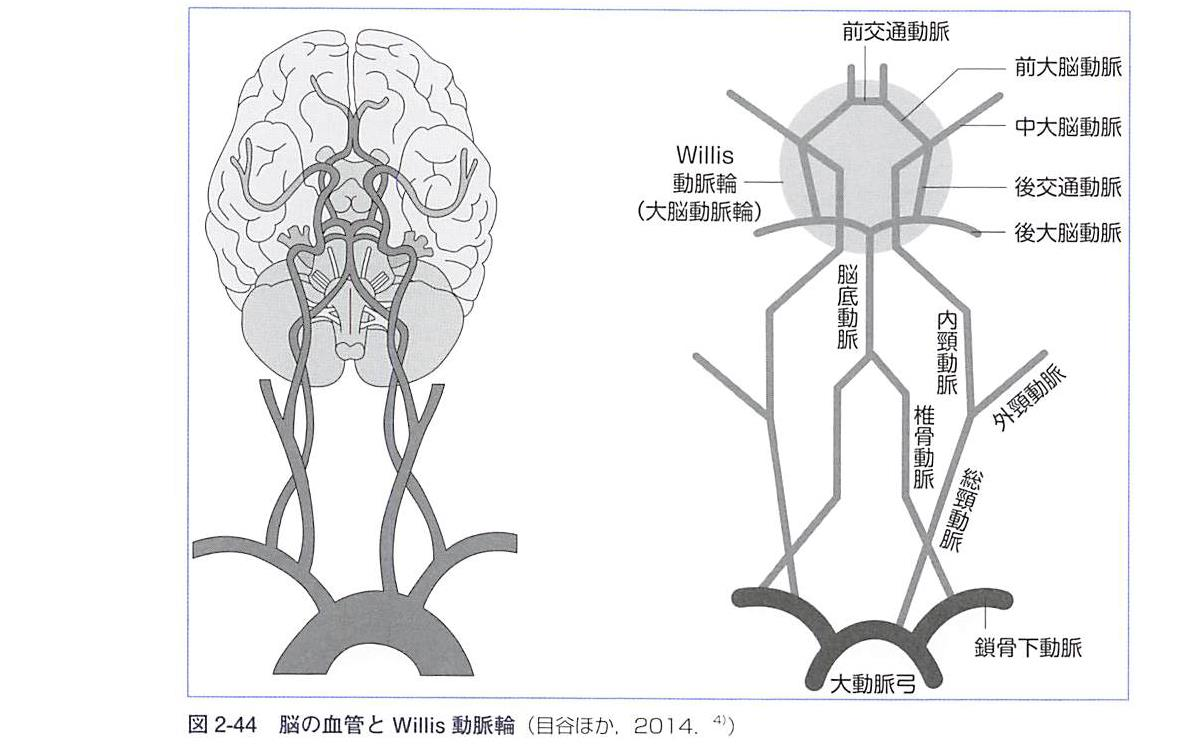 前交通動脈
前大脳動脈
中大脳動脈
Willis
動脈輪
(大脳動脈輪)
後交通動脈
後大脳動脈
脳底動脈
内頸動脈
外頸動脈
椎骨動脈
総頸動脈
鎖骨下動脈
大動脈弓
図 2-44 脳の血管と Willis 動脈輪(目谷ほか,2014. 4))